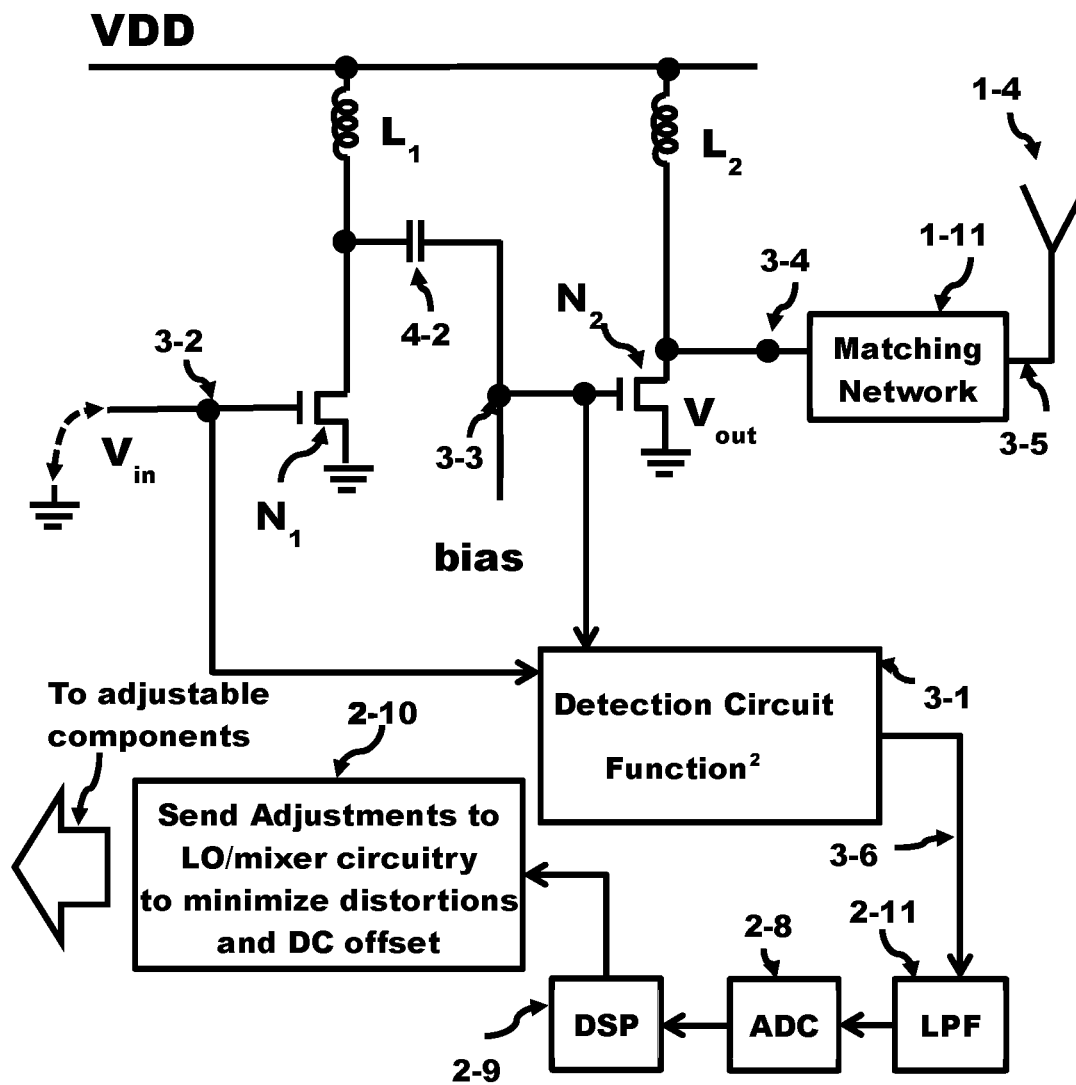 VDD
L1
L2
1-4
1-11
3-4
N2
4-2
3-2
Matching
Network
Vin
Vout
3-3
3-5
N1
bias
To adjustable
components
2-10
Detection Circuit
Function²
3-1
Send Adjustments to
LO/mixer circuitry
to minimize distortions
and DC offset
3-6
2-11
2-8
DSP
ADC
LPF
2-9